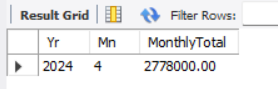 Result Grid Filter Rows:
Yr Mn MonthlyTotal
2024 4 2778000.00